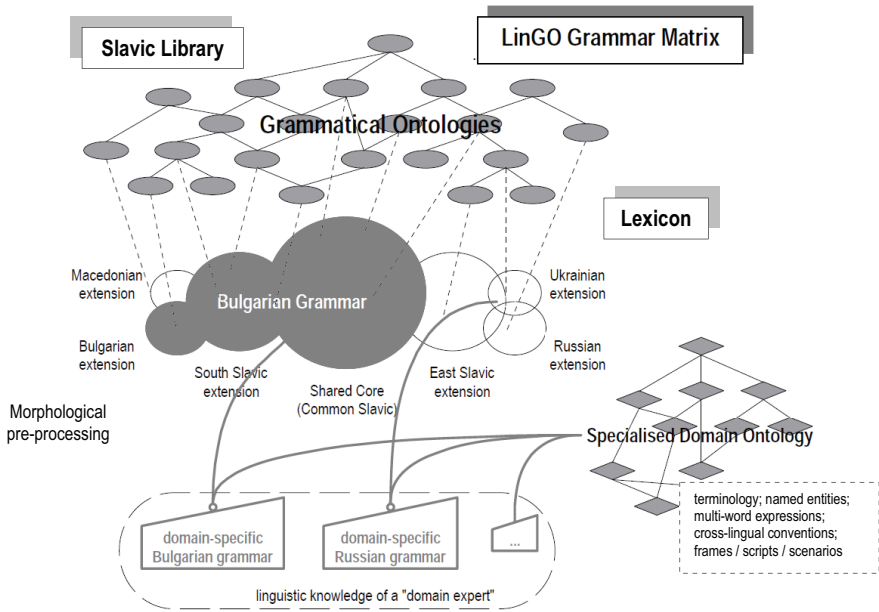 Slavic Library
LinGO Grammar Matrix
Grammatical Ontologies
Lexicon
Macedonian
extension
Ukrainian
extension
Bulgarian Grammar
Bulgarian
extension
Russian
extension
South Slavic
extension
Shared Core
(Common Slavic)
East Slavic
extension
Morphological
pre-processing
Specialised Domain Ontology
terminology; named entities;
multi-word expressions;
cross-lingual conventions;
frames / scripts / scenarios
domain-specific
Bulgarian grammar
domain-specific
Russian grammar
...
linguistic knowledge of a "domain expert"